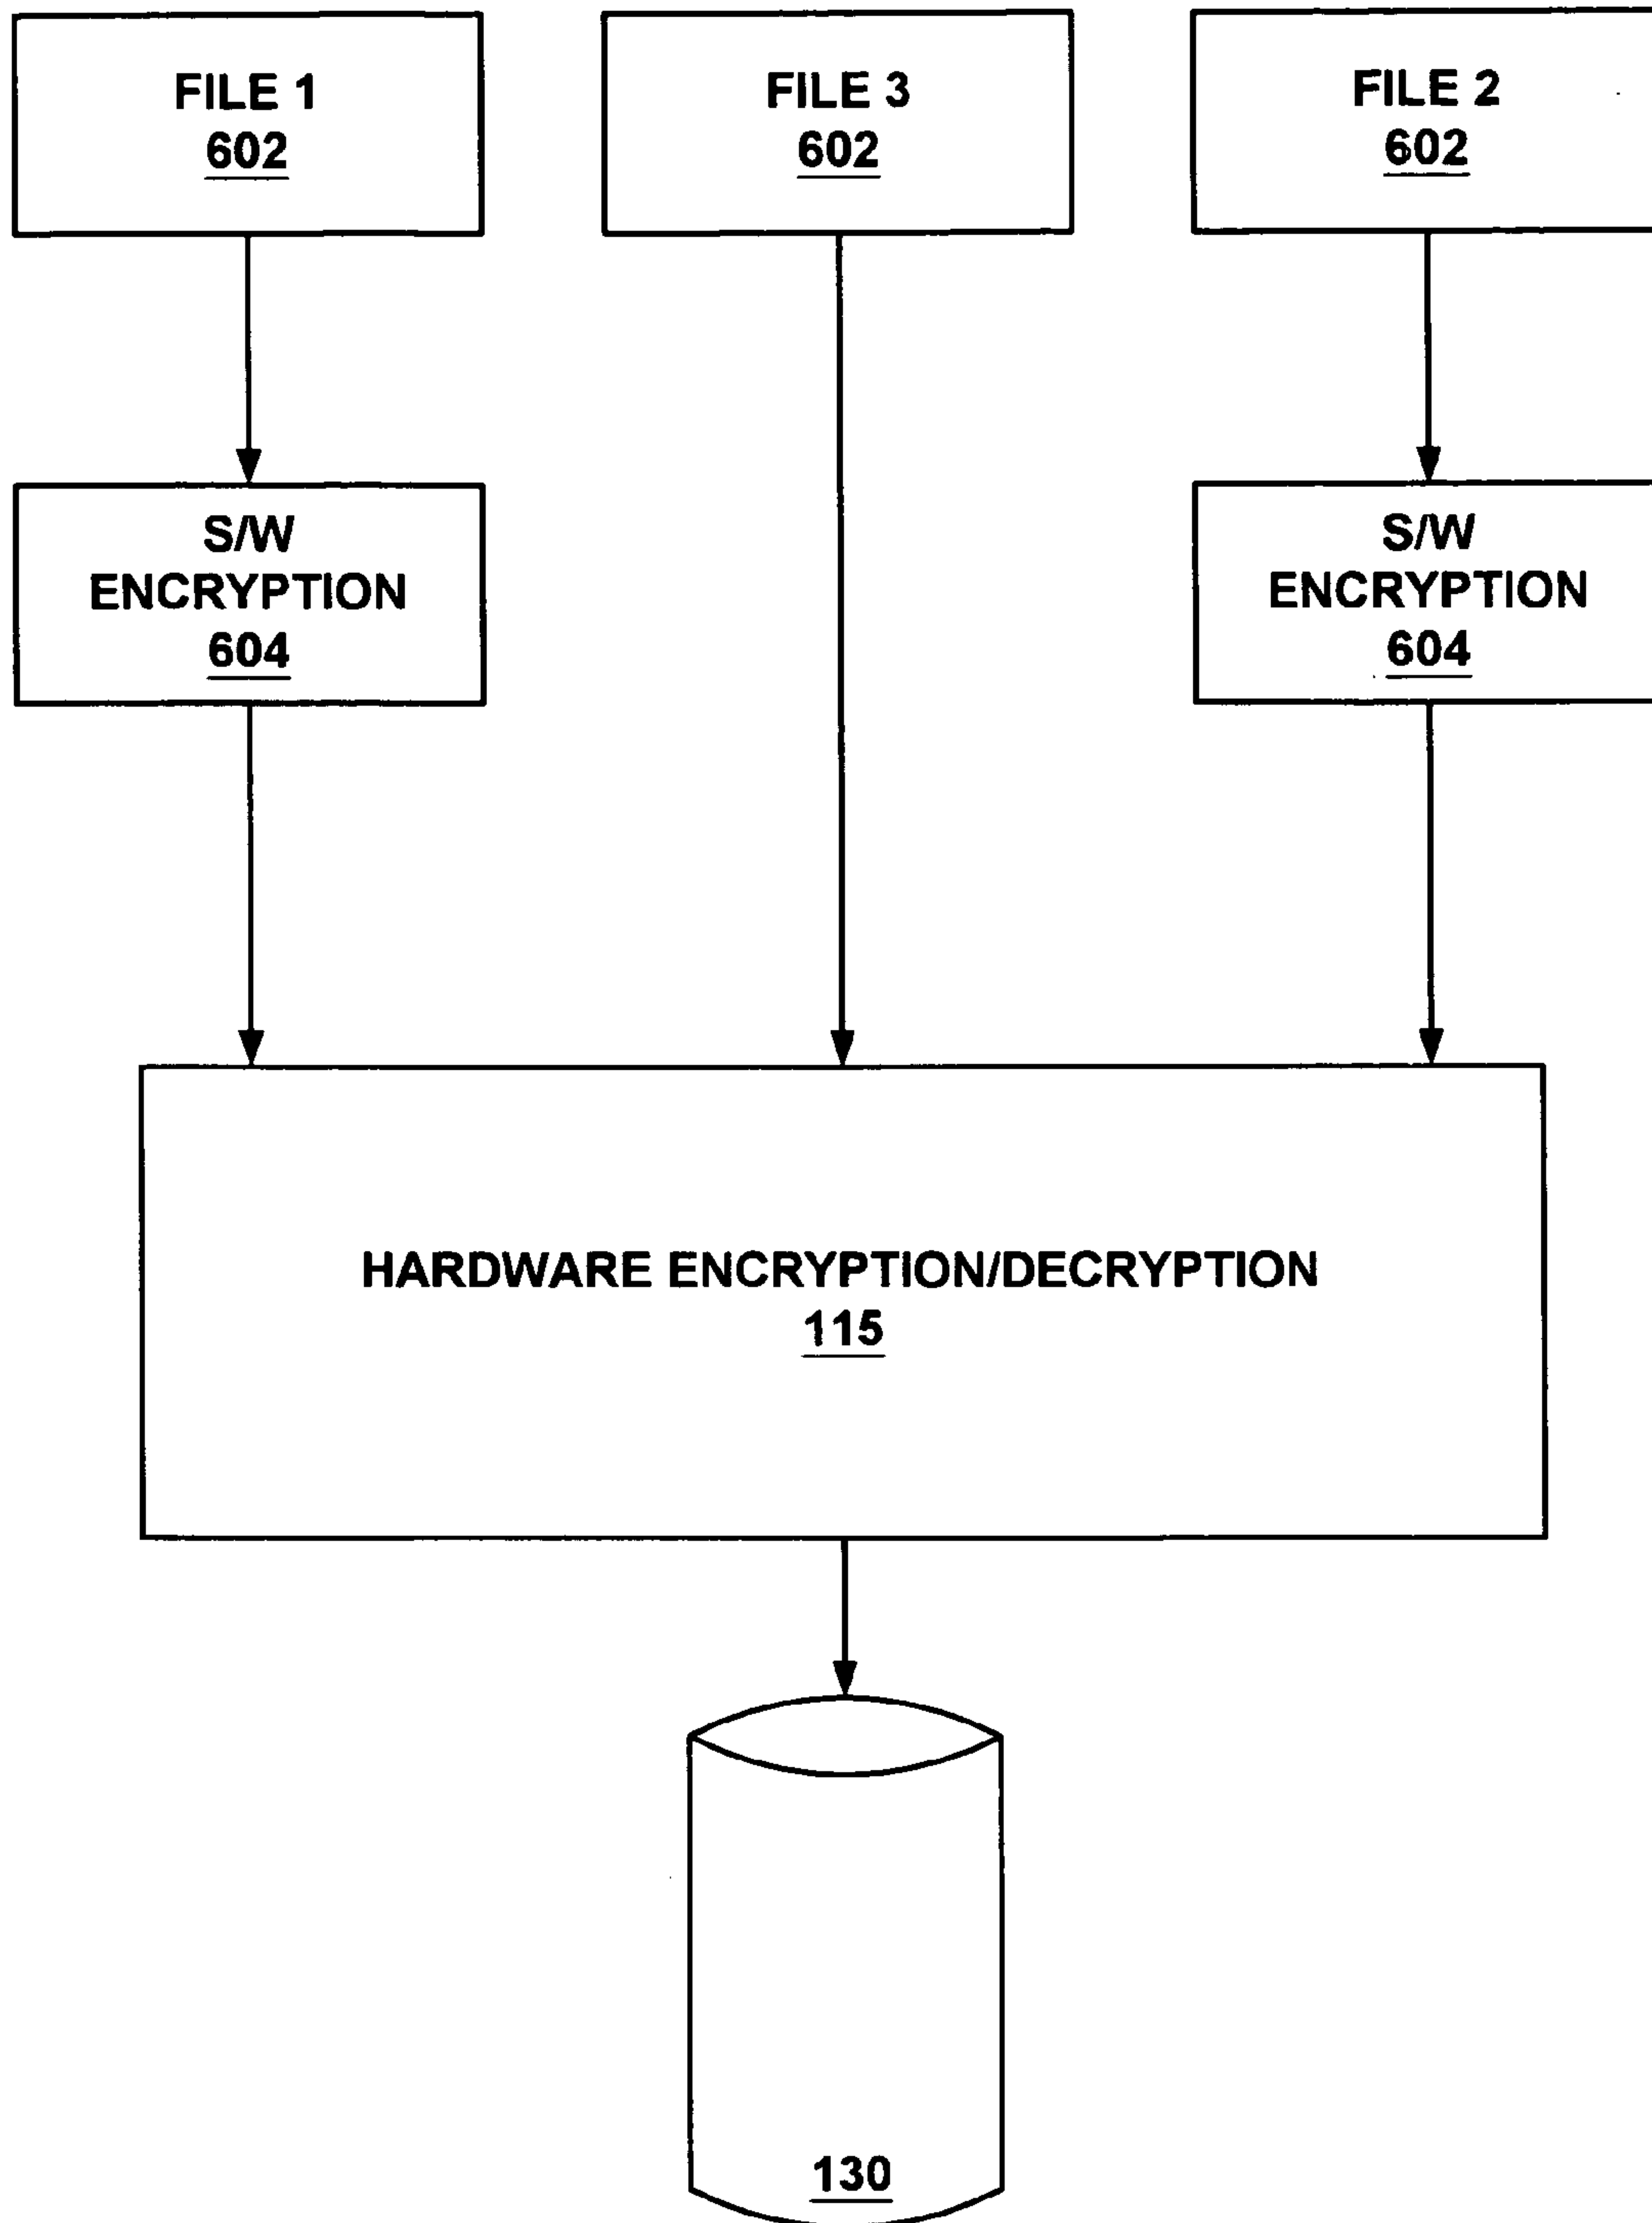 FILE 1
602
FILE 3
602
FILE 2
602
S/W
ENCRYPTION
604
S/W
ENCRYPTION
604
HARDWARE ENCRYPTION/DECRYPTION
115
130